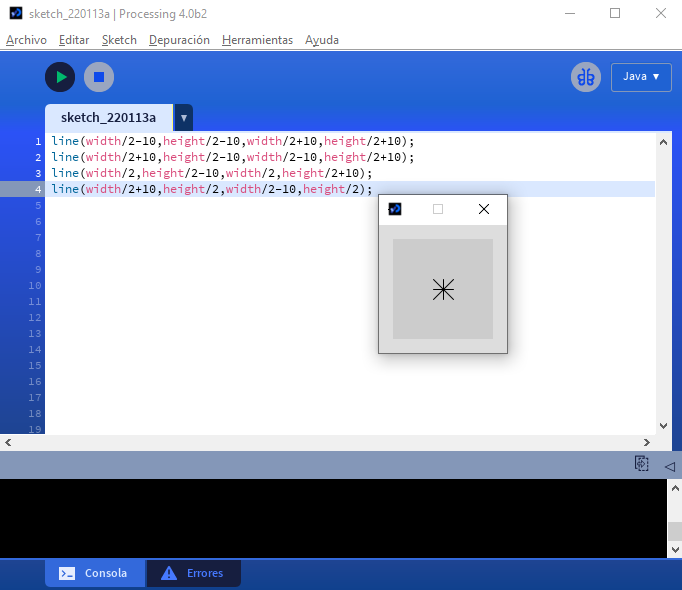 sketch_220113a | Processing 4.0b2
Archivo Editar Sketch Depuración Herramientas Ayuda
Java ▼
sketch_220113a ▼
1 line(width/2-10,height/2-10,width/2+10,height/2+10);
2 line(width/2+10,height/2-10,width/2-10,height/2+10);
3 line(width/2,height/2-10,width/2,height/2+10);
4 line(width/2+10,height/2,width/2-10,height/2);
5
6
7
8
9
10
11
12
13
14
15
16
17
18
19
Consola Errores